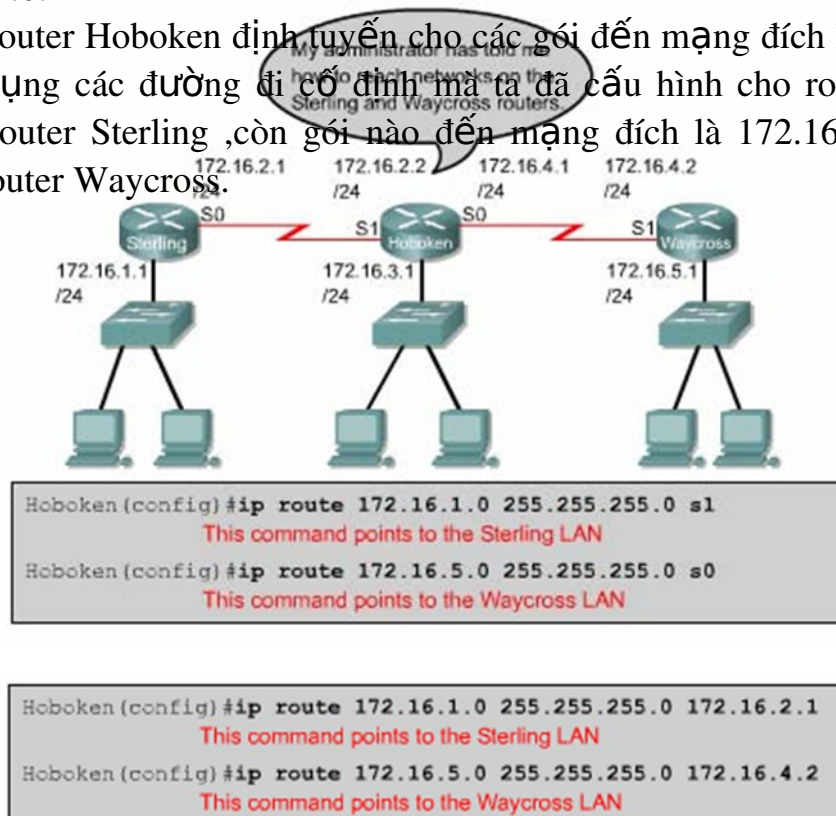 outer Hoboken định tuyến cho các gói đến mạng đích
ụng các đường đi cố định mà ta đã cấu hình cho ro
outer Sterling ,còn gói nào đến mạng đích là 172.16
outer Waycross.
My administrator has told me
how to reach networks on the
Sterling and Waycross routers.
172.16.2.1 172.16.2.2 172.16.4.1 172.16.4.2
/24 /24 /24 /24
S0 S1 S0 S1
Sterling Hoboken Waycross
172.16.1.1 172.16.3.1 172.16.5.1
/24 /24 /24
Hoboken(config)#ip route 172.16.1.0 255.255.255.0 s1
This command points to the Sterling LAN
Hoboken(config)#ip route 172.16.5.0 255.255.255.0 s0
This command points to the Waycross LAN
Hoboken(config)#ip route 172.16.1.0 255.255.255.0 172.16.2.1
This command points to the Sterling LAN
Hoboken(config)#ip route 172.16.5.0 255.255.255.0 172.16.4.2
This command points to the Waycross LAN